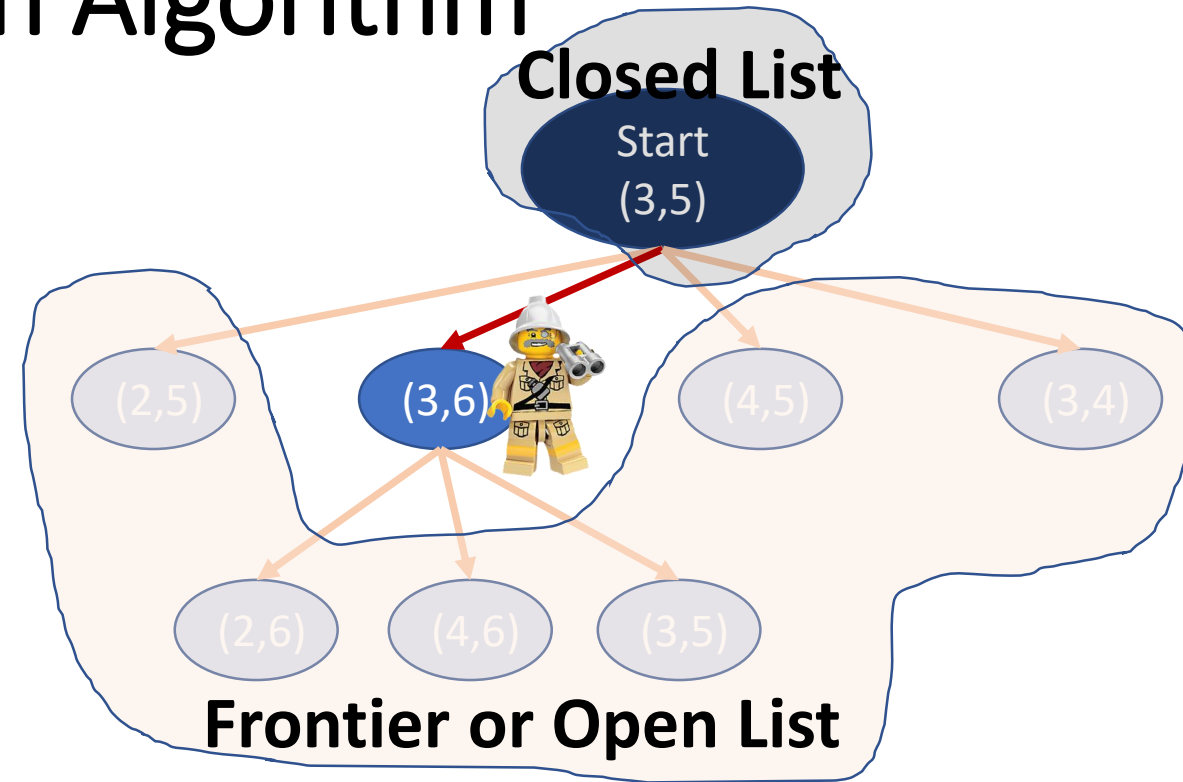 n Algorithm
Closed List
Start
(3,5)
(2,5)
(3,6)
(4,5)
(3,4)
(2,6)
(4,6)
(3,5)
Frontier or Open List